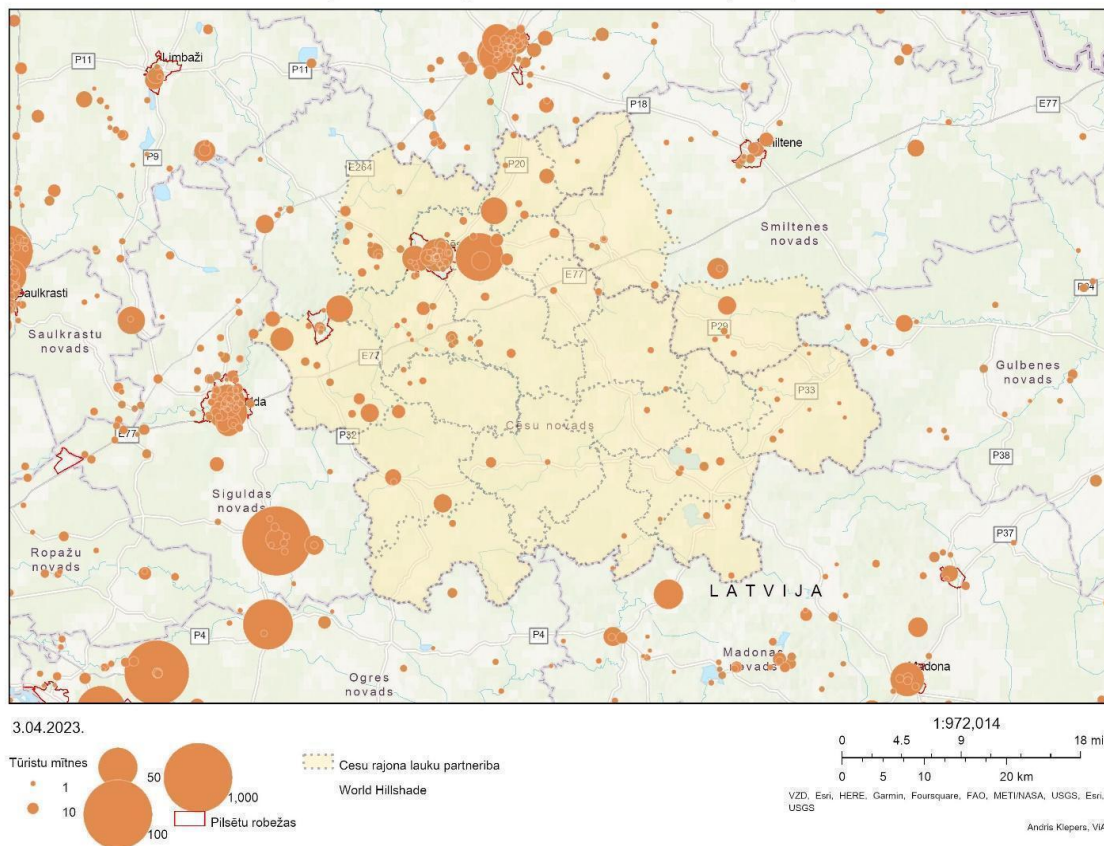 Limbaži
P11
P11
P18
E77
P9
E264
P20
Smiltenes
novads
E77
P24
Saulkrastu
novads
P29
E77
Gulbenes
novads
P33
E77
P32
Cēsu novads
P38
Siguldas
novads
P37
Ropažu
novads
LATVIJA
P4
P4
Madonas
novads
Ogres
novads
3.04.2023.
1:972,014
0 4.5 9 18 mi
0 5 10 20 km
Tūristu mītnes
1
10
50
100
1,000
Pilsētu robežas
Cesu rajona lauku partneriba
World Hillshade
VZD, Esri, HERE, Garmin, Foursquare, FAO, METI/NASA, USGS, Esri,
USGS
Andris Klepers, ViA